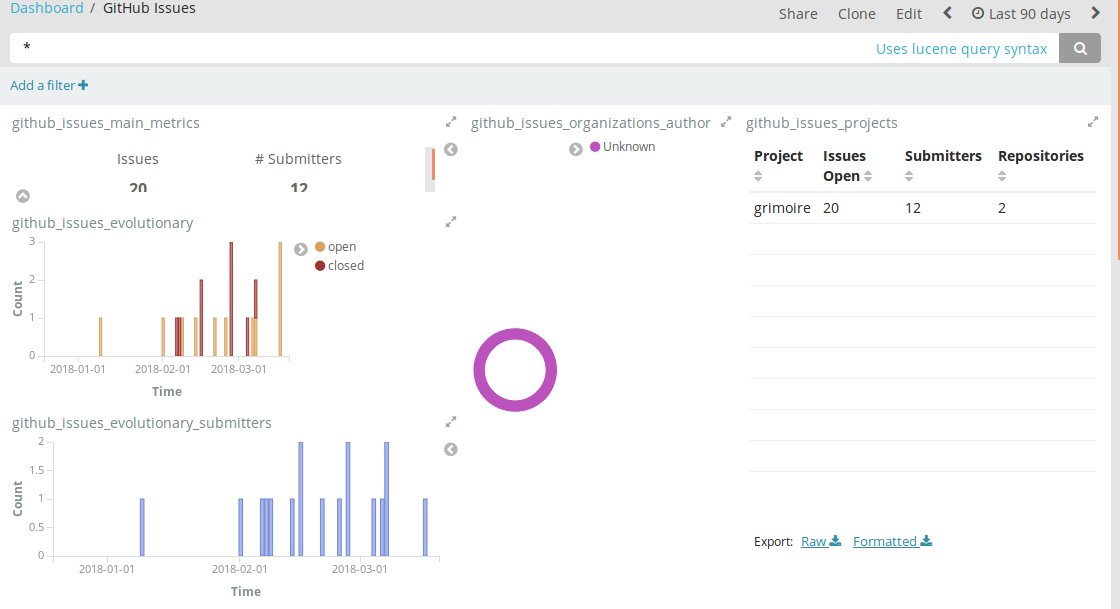 Dashboard / GitHub Issues
Share Clone Edit Last 90 days
* Uses lucene query syntax
Add a filter
github_issues_main_metrics
Issues # Submitters
20 12
github_issues_evolutionary
3
2
1
0
Count
2018-01-01 2018-02-01 2018-03-01
Time
open
closed
github_issues_evolutionary_submitters
2
1.5
1
0.5
0
Count
2018-01-01 2018-02-01 2018-03-01
Time
github_issues_organizations_author
Unknown
github_issues_projects
Project Issues Open Submitters Repositories
grimoire 20 12 2
Export: Raw Formatted